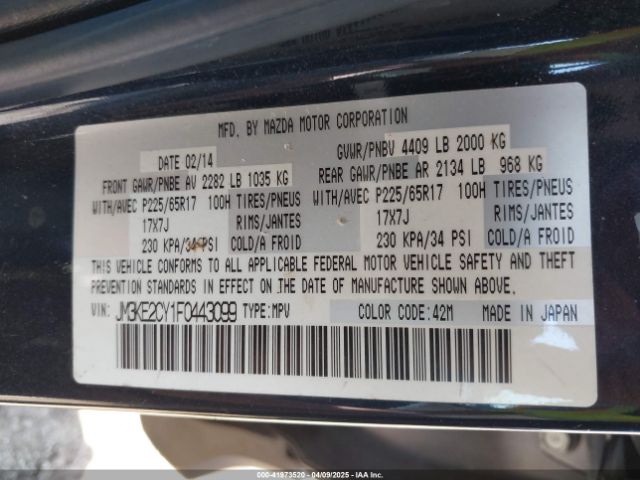 MFD. BY MAZDA MOTOR CORPORATION
DATE 02/14 GVWR/PNBV 4409 LB 2000 KG
FRONT GAWR/PNBE AV 2282 LB 1035 KG REAR GAWR/PNBE AR 2134 LB 968 KG
WITH/AVEC P225/65R17 100H TIRES/PNEUS WITH/AVEC P225/65R17 100H TIRES/PNEUS
17X7J RIMS/JANTES 17X7J RIMS/JANTES
230 KPA/34 PSI COLD/A FROID 230 KPA/34 PSI COLD/A FROID
THIS VEHICLE CONFORMS TO ALL APPLICABLE FEDERAL MOTOR VEHICLE SAFETY AND THEFT
PREVENTION STANDARDS IN EFFECT ON THE DATE OF MANUFACTURE SHOWN ABOVE.
VIN: JM3KE2CY1F0443099 TYPE:MPV COLOR CODE:42M MADE IN JAPAN
000-41973520 | 04/09/2025 | IAA Inc.